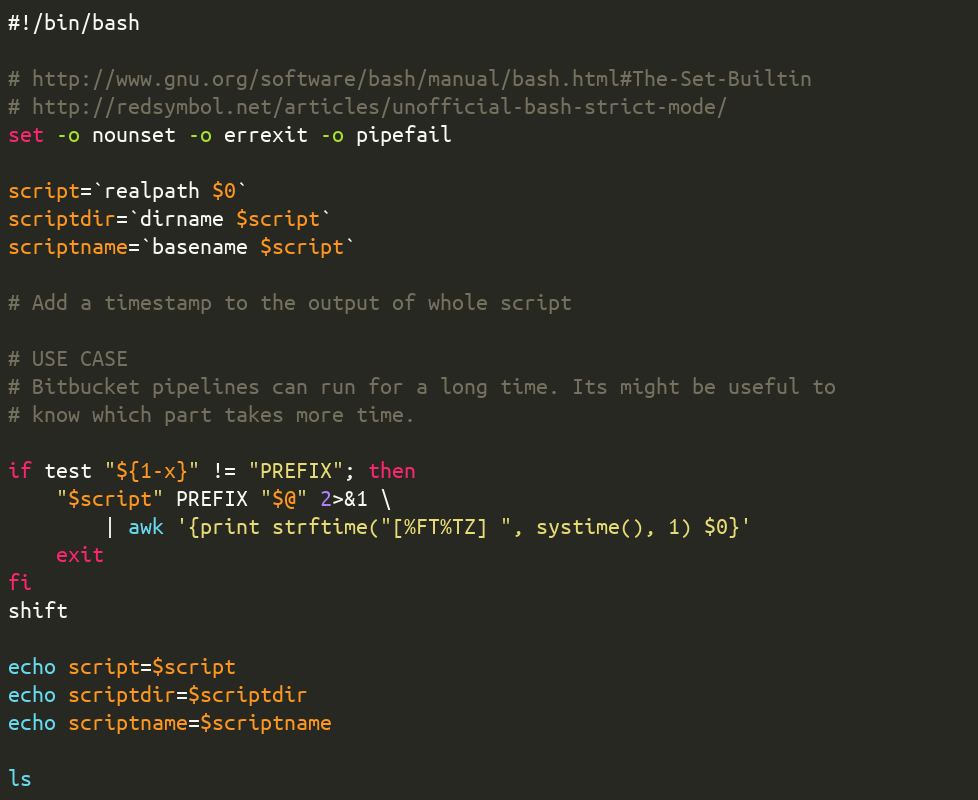 #!/bin/bash

# http://www.gnu.org/software/bash/manual/bash.html#The-Set-Builtin
# http://redsymbol.net/articles/unofficial-bash-strict-mode/
set -o nounset -o errexit -o pipefail

script=`realpath $0`
scriptdir=`dirname $script`
scriptname=`basename $script`

# Add a timestamp to the output of whole script

# USE CASE
# Bitbucket pipelines can run for a long time. Its might be useful to
# know which part takes more time.

if test "${1-x}" != "PREFIX"; then
    "$script" PREFIX "$@" 2>&1 \
        | awk '{print strftime("[%FT%TZ] ", systime(), 1) $0}'
    exit
fi
shift

echo script=$script
echo scriptdir=$scriptdir
echo scriptname=$scriptname

ls